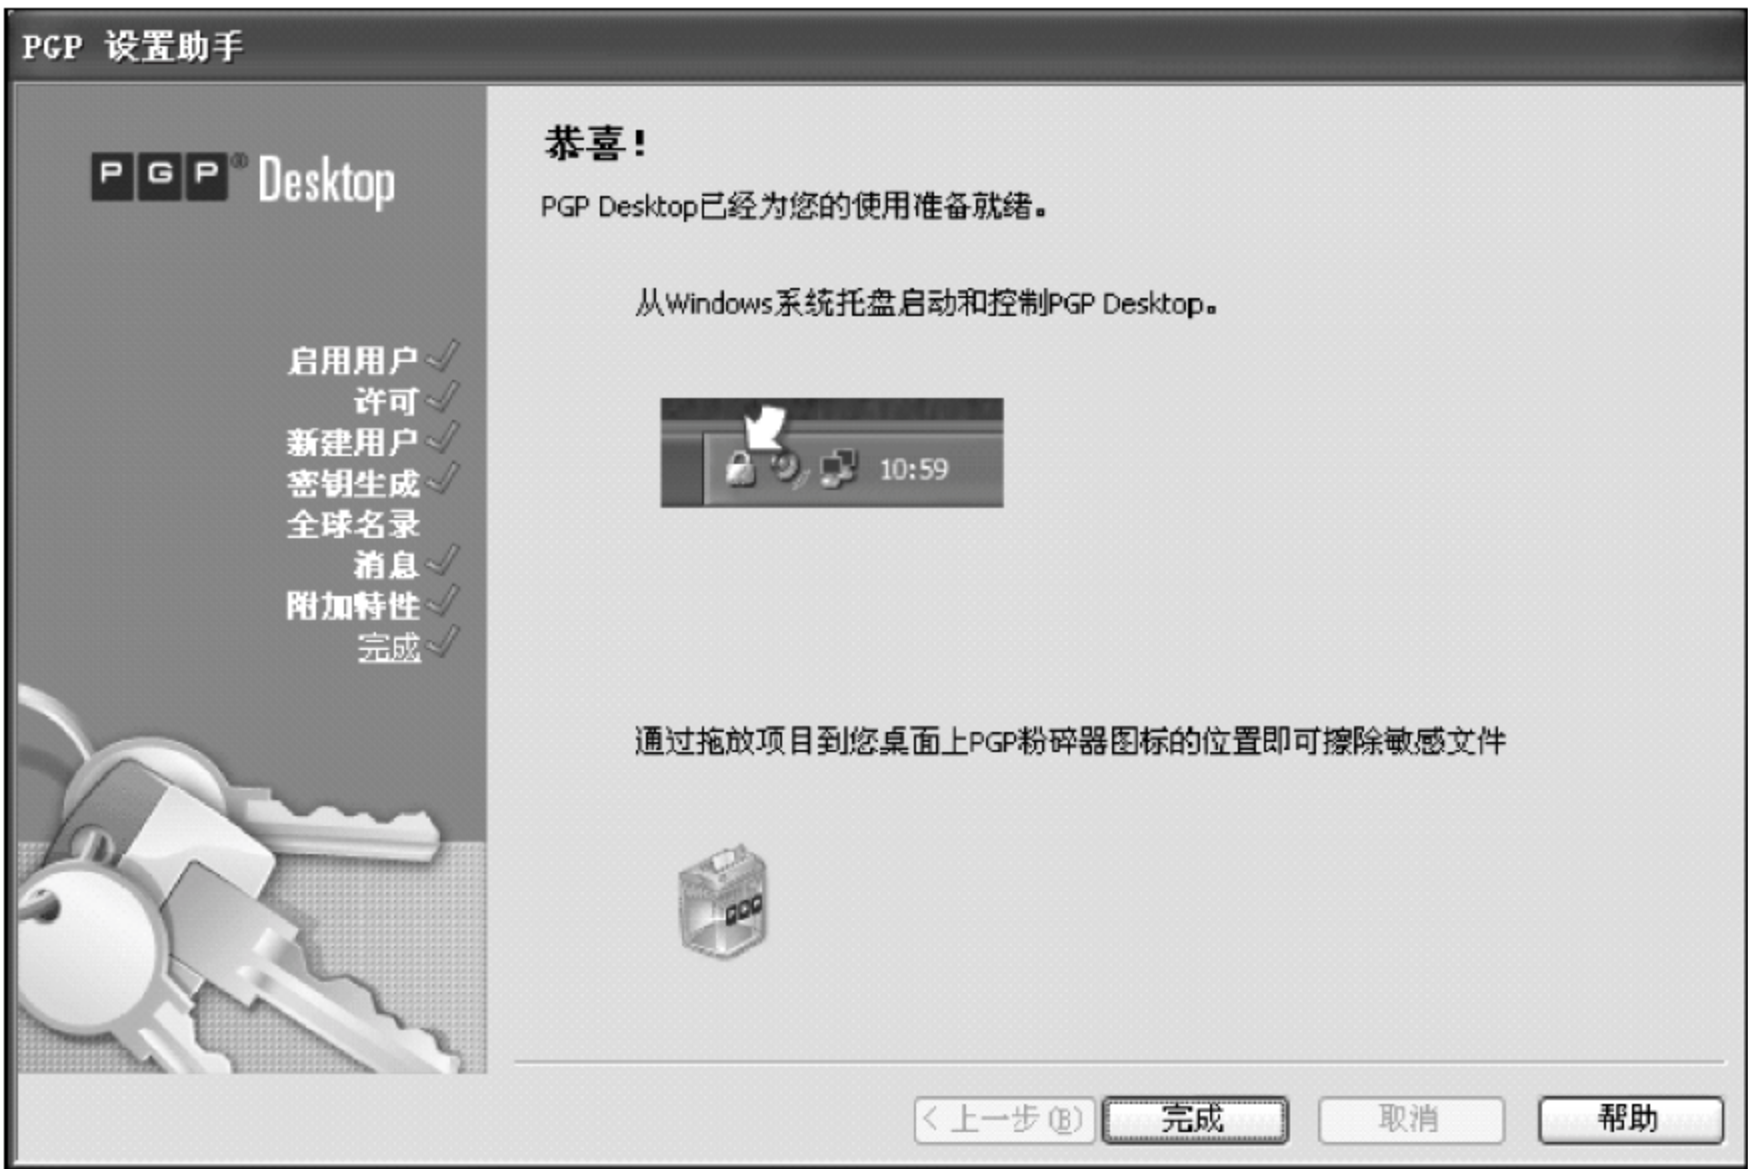 PGP 设置助手
PGP® Desktop
启用用户
许可
新建用户
密钥生成
全球名录
消息
附加特性
完成
恭喜!
PGP Desktop已经为您的使用准备就绪。
从Windows系统托盘启动和控制PGP Desktop。
10:59
通过拖放项目到您桌面上PGP粉碎器图标的位置即可擦除敏感文件
PGP
< 上一步(B)
完成
取消
帮助